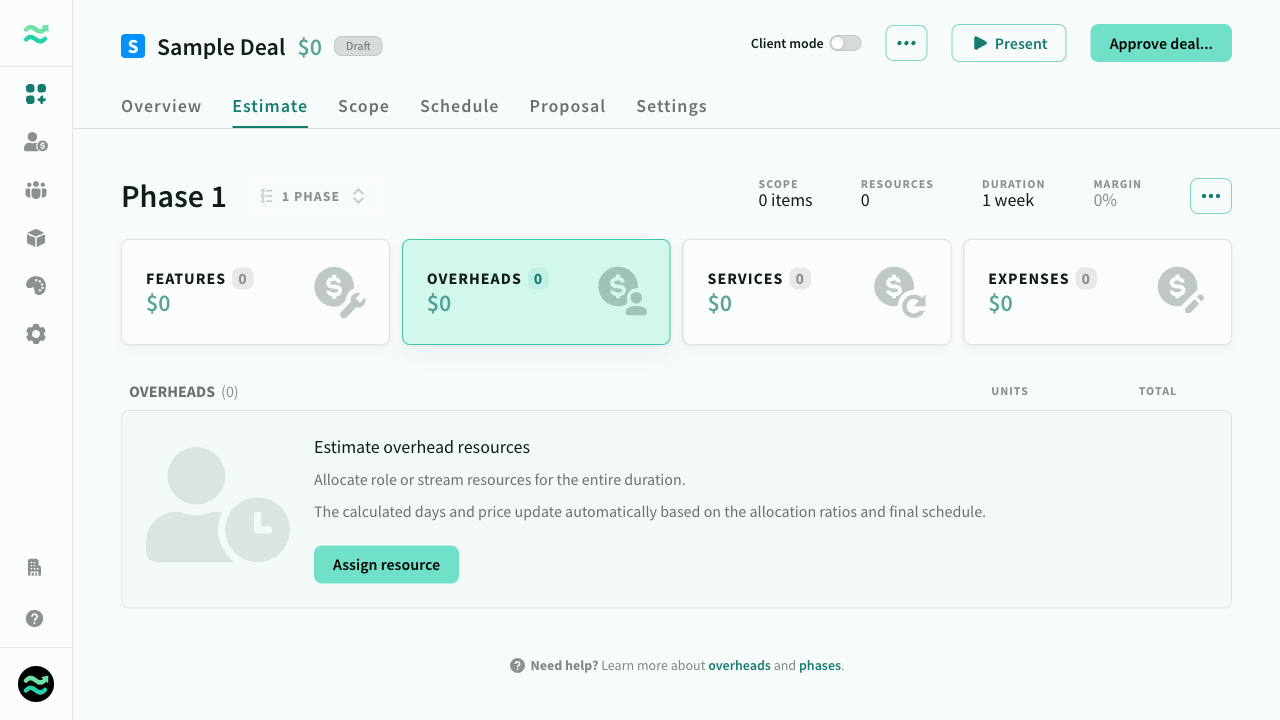 S Sample Deal $0 Draft
Client mode ••• Present Approve deal...
Overview Estimate Scope Schedule Proposal Settings
Phase 1 1 PHASE
SCOPE RESOURCES DURATION MARGIN
0 items 0 1 week 0%
FEATURES 0
$0
OVERHEADS 0
$0
SERVICES 0
$0
EXPENSES 0
$0
OVERHEADS (0) UNITS TOTAL
Estimate overhead resources
Allocate role or stream resources for the entire duration.
The calculated days and price update automatically based on the allocation ratios and final schedule.
Assign resource
Need help? Learn more about overheads and phases.